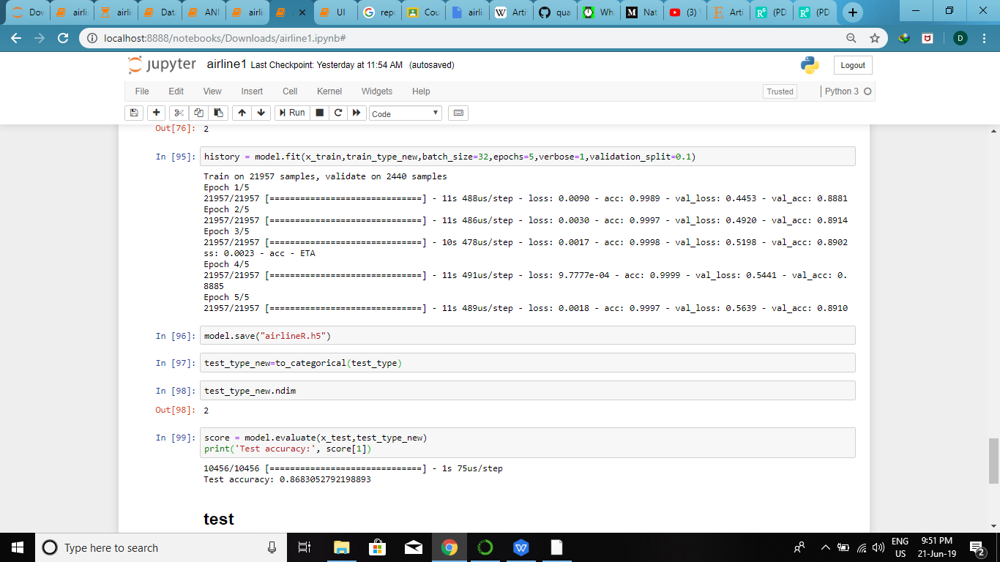 Dow
airli
airli
Data
ANI
airli
UI
repo
Cou
airli
Arti
qua
Wh
Nat
(3)
Arti
(PD
(PD
localhost:8888/notebooks/Downloads/airline1.ipynb#
D
jupyter airline1 Last Checkpoint: Yesterday at 11:54 AM (autosaved)
Logout
File Edit View Insert Cell Kernel Widgets Help
Trusted Python 3
Run Code
Out[76]: 2
In [95]: history = model.fit(x_train,train_type_new,batch_size=32,epochs=5,verbose=1,validation_split=0.1)
Train on 21957 samples, validate on 2440 samples
Epoch 1/5
21957/21957 [==============================] - 11s 488us/step - loss: 0.0090 - acc: 0.9989 - val_loss: 0.4453 - val_acc: 0.8881
Epoch 2/5
21957/21957 [==============================] - 11s 486us/step - loss: 0.0030 - acc: 0.9997 - val_loss: 0.4920 - val_acc: 0.8914
Epoch 3/5
21957/21957 [==============================] - 10s 478us/step - loss: 0.0017 - acc: 0.9998 - val_loss: 0.5198 - val_acc: 0.8902
ss: 0.0023 - acc - ETA
Epoch 4/5
21957/21957 [==============================] - 11s 491us/step - loss: 9.7777e-04 - acc: 0.9999 - val_loss: 0.5441 - val_acc: 0.
8885
Epoch 5/5
21957/21957 [==============================] - 11s 489us/step - loss: 0.0018 - acc: 0.9997 - val_loss: 0.5639 - val_acc: 0.8910
In [96]: model.save("airlineR.h5")
In [97]: test_type_new=to_categorical(test_type)
In [98]: test_type_new.ndim
Out[98]: 2
In [99]: score = model.evaluate(x_test,test_type_new)
print('Test accuracy:', score[1])
10456/10456 [==============================] - 1s 75us/step
Test accuracy: 0.8683052792198893
test
Type here to search
ENG
US
9:51 PM
21-Jun-19
2